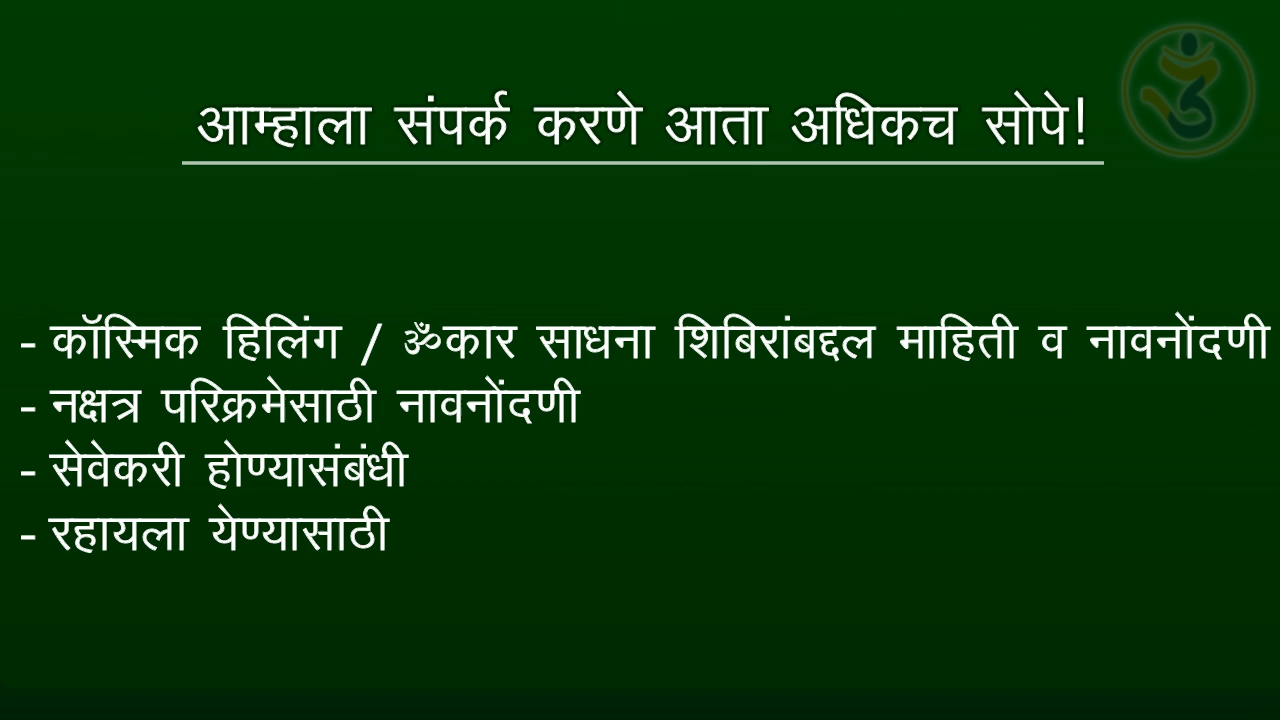 आम्हाला संपर्क करणे आता अधिकच सोपे!
- कॉस्मिक हिलिंग / ॐकार साधना शिबिरांबद्दल माहिती व नावनोंदणी
- नक्षत्र परिक्रमेसाठी नावनोंदणी
- सेवेकरी होण्यासंबंधी
- रहायला येण्यासाठी